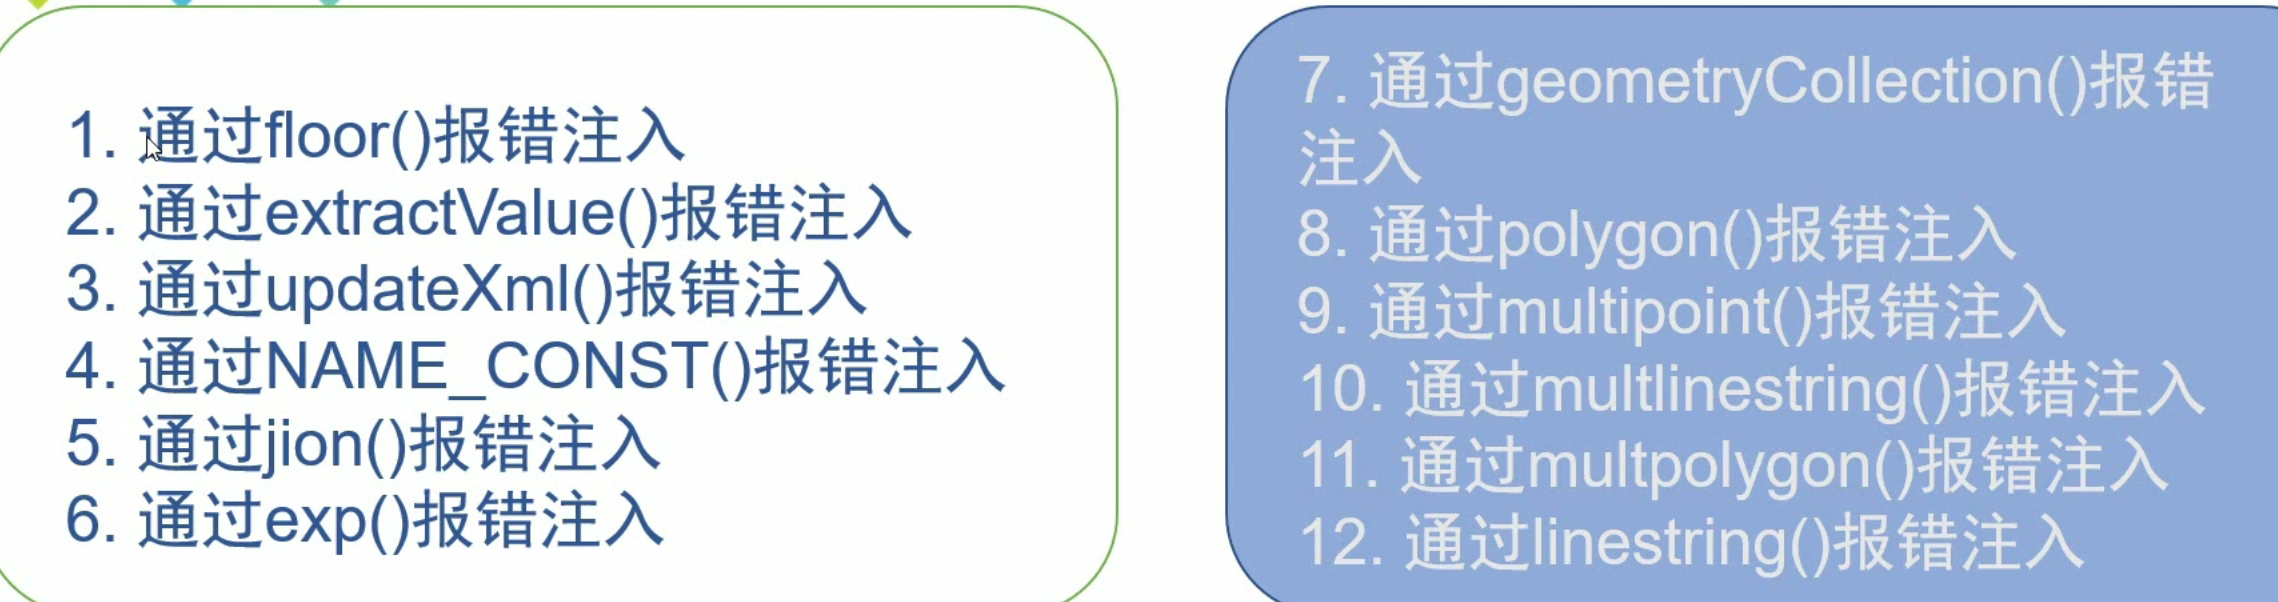 1. 通过floor()报错注入
2. 通过extractValue()报错注入
3. 通过updateXml()报错注入
4. 通过NAME_CONST()报错注入
5. 通过jion()报错注入
6. 通过exp()报错注入
7. 通过geometryCollection()报错
注入
8. 通过polygon()报错注入
9. 通过multipoint()报错注入
10. 通过multlinestring()报错注入
11. 通过multpolygon()报错注入
12. 通过linestring()报错注入